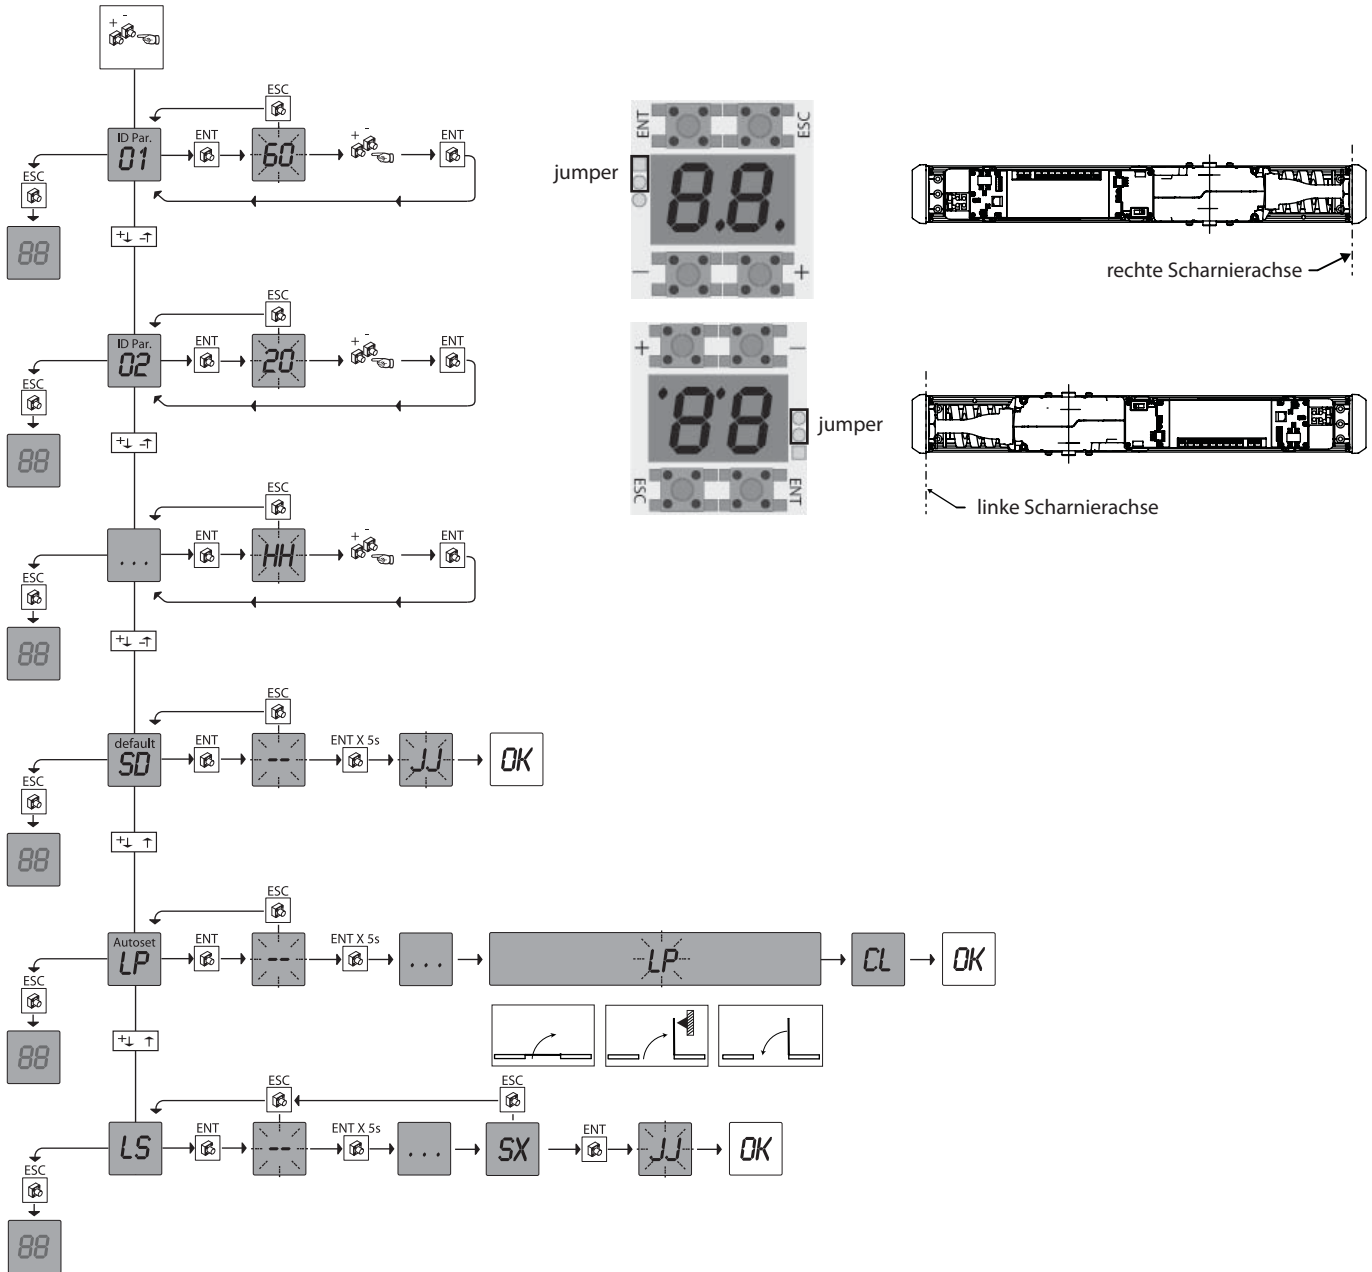 + -
ESC
ID Par.
01
ENT
60
+ -
ENT
ESC
88
+ -
ESC
ID Par.
02
ENT
20
+ -
ENT
ESC
88
+ -
ESC
...
ENT
HH
+ -
ENT
ESC
88
+ -
ESC
default
SD
ENT
--
ENT X 5s
JJ
OK
ESC
88
+
ESC
Autoset
LP
ENT
--
ENT X 5s
...
LP
CL
OK
ESC
88
+
ESC
ESC
LS
ENT
--
ENT X 5s
...
SX
ENT
JJ
OK
ESC
88
ENT
ESC
jumper
8.8.
- +
rechte Scharnierachse
+ -
88
jumper
ESC
ENT
linke Scharnierachse